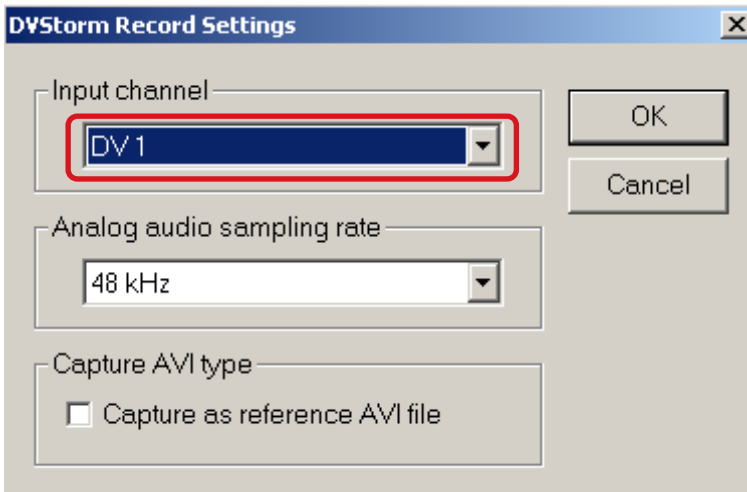 DVStorm Record Settings
Input channel
DV 1
OK
Cancel
Analog audio sampling rate
48 kHz
Capture AVI type
Capture as reference AVI file